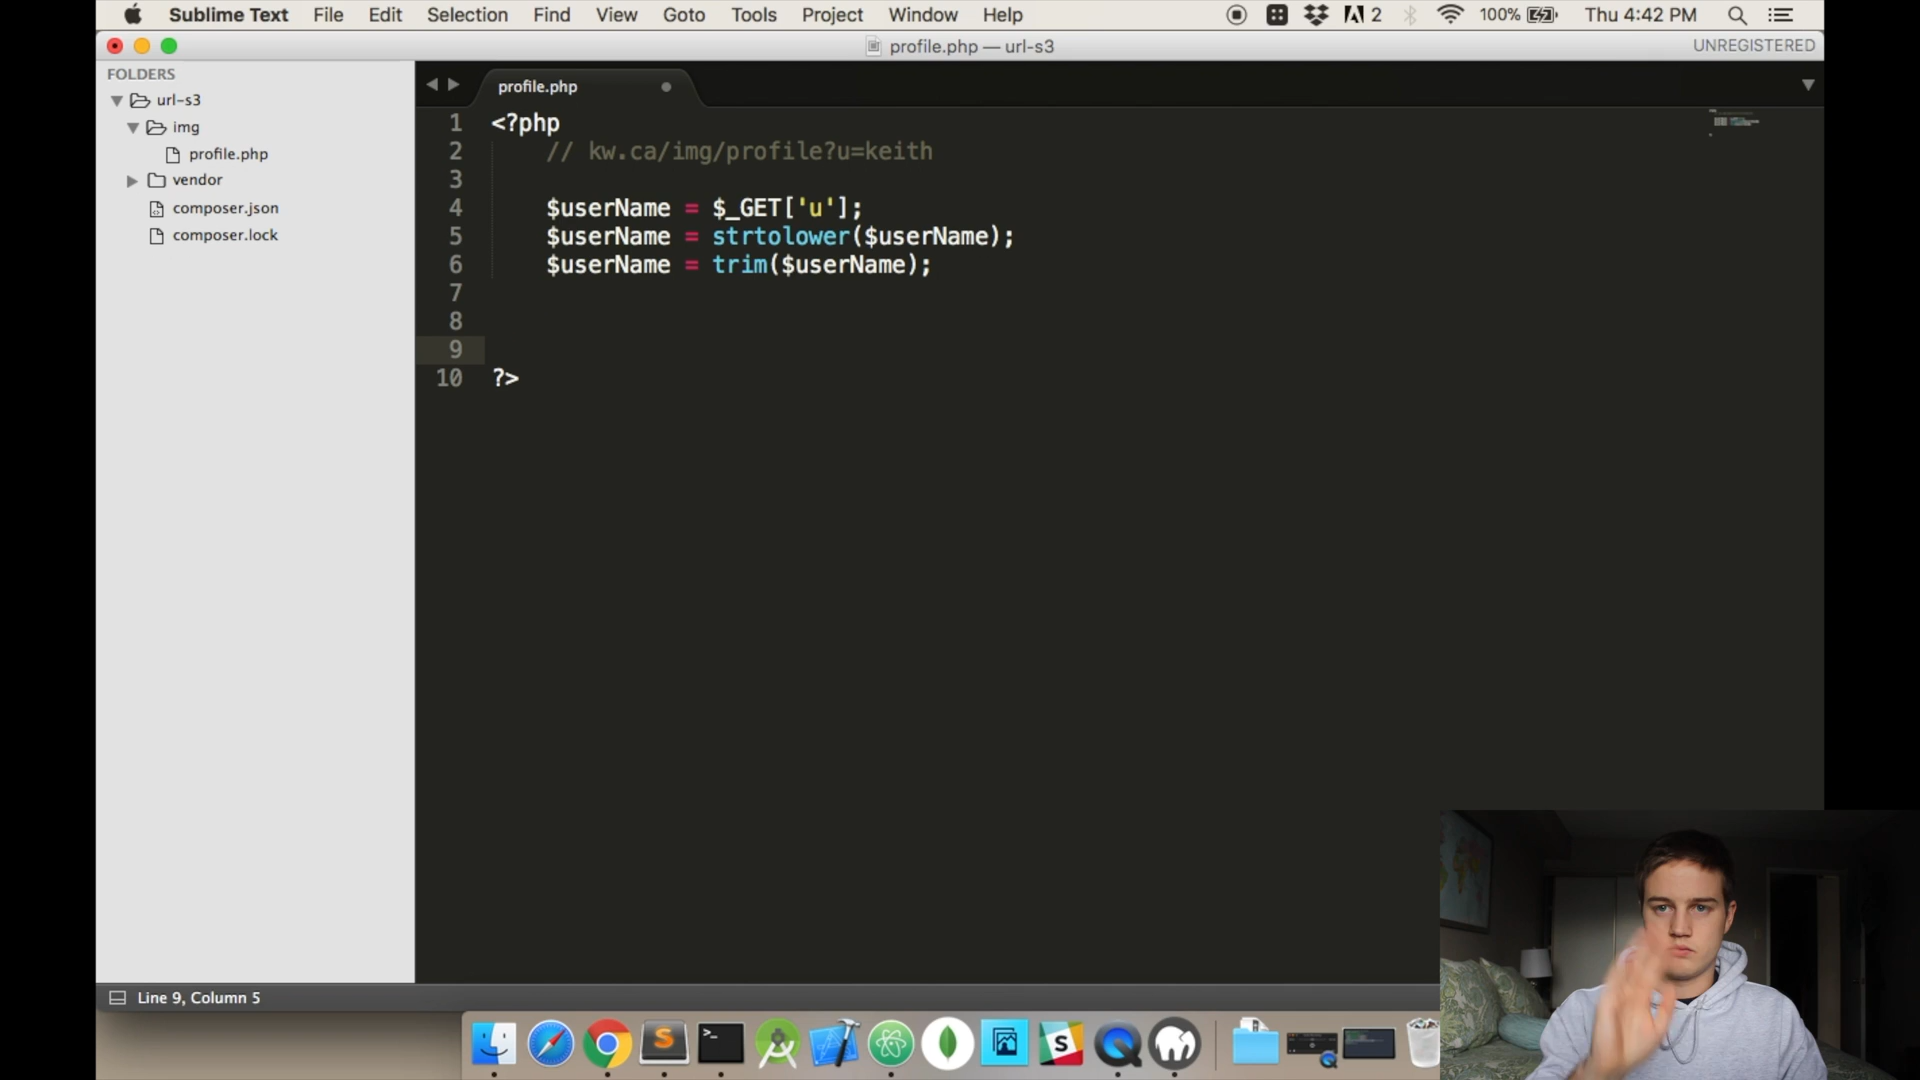 Sublime Text File Edit Selection Find View Goto Tools Project Window Help 2 100% Thu 4:42 PM
profile.php — url-s3 UNREGISTERED
FOLDERS
url-s3
img
profile.php
vendor
composer.json
composer.lock
profile.php
1 <?php
2 // kw.ca/img/profile?u=keith
3
4 $userName = $_GET['u'];
5 $userName = strtolower($userName);
6 $userName = trim($userName);
7
8
9
10 ?>
Line 9, Column 5
S >_ S